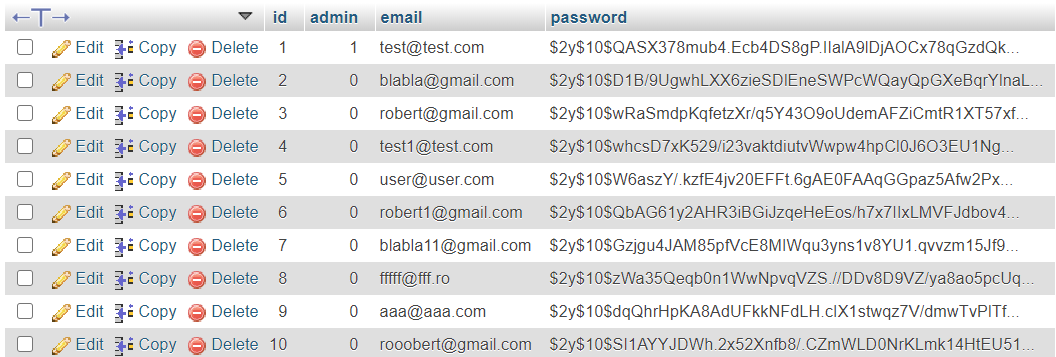 id admin email password
Edit Copy Delete 1 1 test@test.com $2y$10$QASX378mub4.Ecb4DS8gP.IlalA9IDjAOCx78qGzdQk...
Edit Copy Delete 2 0 blabla@gmail.com $2y$10$D1B/9UgwhLXX6zieSDIEneSWPcWQayQpGXeBqrYlnaL...
Edit Copy Delete 3 0 robert@gmail.com $2y$10$wRaSmdpKqfetzXr/q5Y43O9oUdemAFZiCmtR1XT57xf...
Edit Copy Delete 4 0 test1@test.com $2y$10$whcsD7xK529/i23vaktdiutvWwpw4hpCl0J6O3EU1Ng...
Edit Copy Delete 5 0 user@user.com $2y$10$W6aszY/.kzfE4jv20EFFt.6gAE0FAAqGGpaz5Afw2Px...
Edit Copy Delete 6 0 robert1@gmail.com $2y$10$QbAG61y2AHR3iBGiJzqeHeEos/h7x7IIxLMVFJdbov4...
Edit Copy Delete 7 0 blabla11@gmail.com $2y$10$Gzjgu4JAM85pfVcE8MIWqu3yns1v8YU1.qvvzm15Jf9...
Edit Copy Delete 8 0 fffff@fff.ro $2y$10$zWa35Qeqb0n1WwNpvqVZS.//DDv8D9VZ/ya8ao5pcUq...
Edit Copy Delete 9 0 aaa@aaa.com $2y$10$dqQhrHpKA8AdUFkkNFdLH.cIX1stwqz7V/dmwTvPITf...
Edit Copy Delete 10 0 rooobert@gmail.com $2y$10$SI1AYYJDWh.2x52Xnfb8/.CZmWLD0NrKLmk14HtEU51...